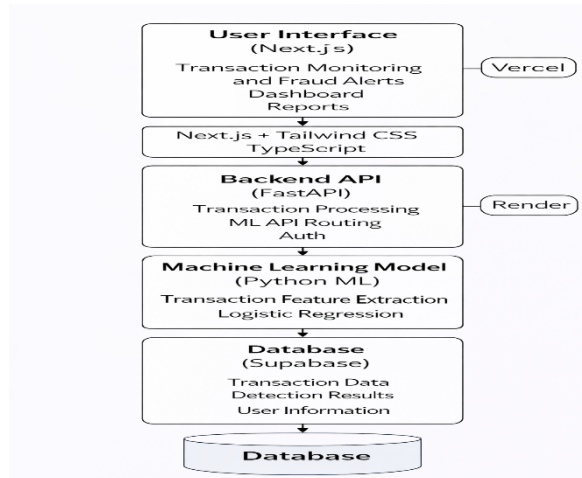 User Interface
(Next.js)
Transaction Monitoring
and Fraud Alerts
Dashboard
Reports
Vercel
Next.js + Tailwind CSS
TypeScript
Backend API
(FastAPI)
Transaction Processing
ML API Routing
Auth
Render
Machine Learning Model
(Python ML)
Transaction Feature Extraction
Logistic Regression
Database
(Supabase)
Transaction Data
Detection Results
User Information
Database